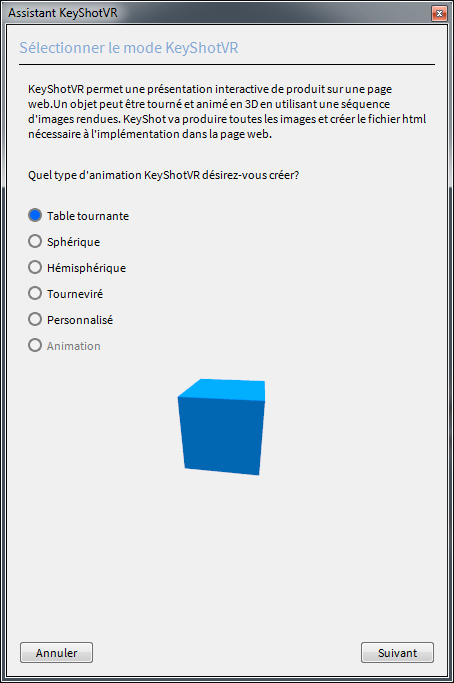 Assistant KeyShotVR
Sélectionner le mode KeyShotVR
KeyShotVR permet une présentation interactive de produit sur une page
web.Un objet peut être tourné et animé en 3D en utilisant une séquence
d'images rendues. KeyShot va produire toutes les images et créer le fichier html
nécessaire à l'implémentation dans la page web.
Quel type d'animation KeyShotVR désirez-vous créer?
Table tournante
Sphérique
Hémisphérique
Tourneviré
Personnalisé
Animation
Annuler
Suivant